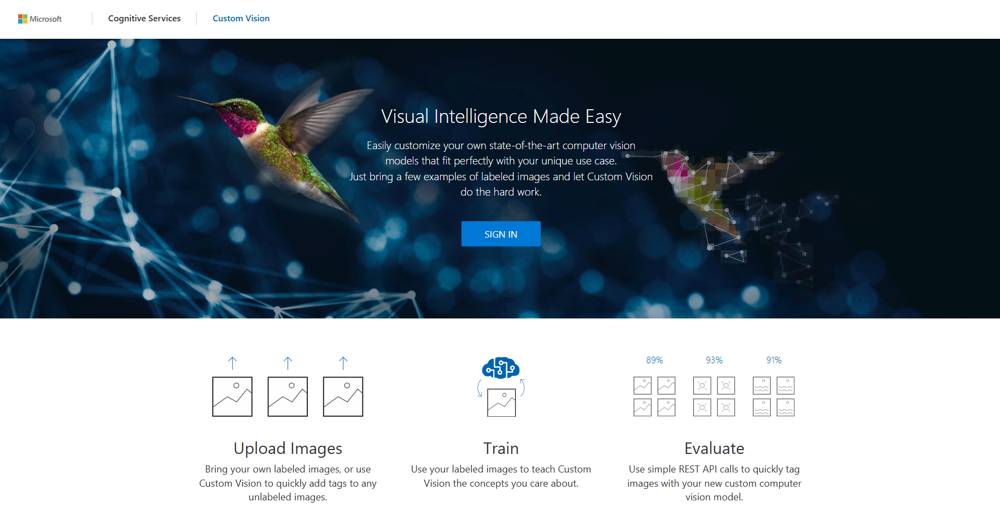 Microsoft
Cognitive Services
Custom Vision
Visual Intelligence Made Easy
Easily customize your own state-of-the-art computer vision
models that fit perfectly with your unique use case.
Just bring a few examples of labeled images and let Custom Vision
do the hard work.
SIGN IN
Upload Images
Bring your own labeled images, or use
Custom Vision to quickly add tags to any
unlabeled images.
Train
Use your labeled images to teach Custom
Vision the concepts you care about.
89% 93% 91%
Evaluate
Use simple REST API calls to quickly tag
images with your new custom computer
vision model.